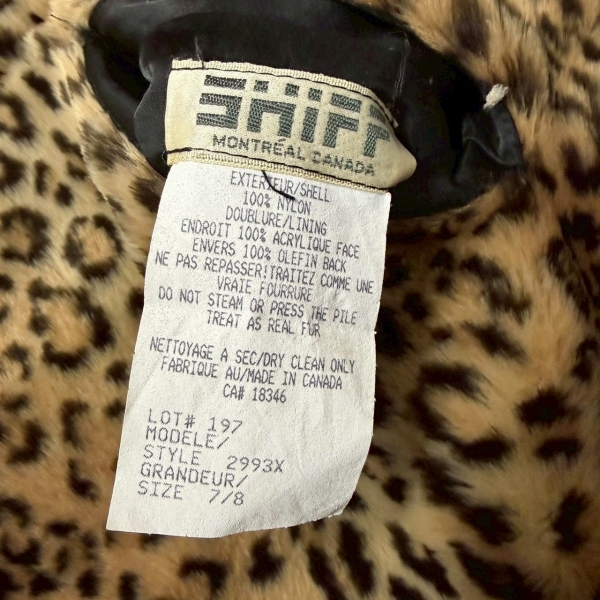 SHIFF
MONTRÉAL CANADA
EXTERIEUR/SHELL
100% NYLON
DOUBLURE/LINING
ENDROIT 100% ACRYLIQUE FACE
ENVERS 100% OLEFIN BACK
NE PAS REPASSER!TRAITEZ COMME UNE
VRAIE FOURRURE
DO NOT STEAM OR PRESS THE PILE
TREAT AS REAL FUR
NETTOYAGE A SEC/DRY CLEAN ONLY
FABRIQUE AU/MADE IN CANADA
CA# 18346
LOT# 197
MODELE/
STYLE 2993X
GRANDEUR/
SIZE 7/8